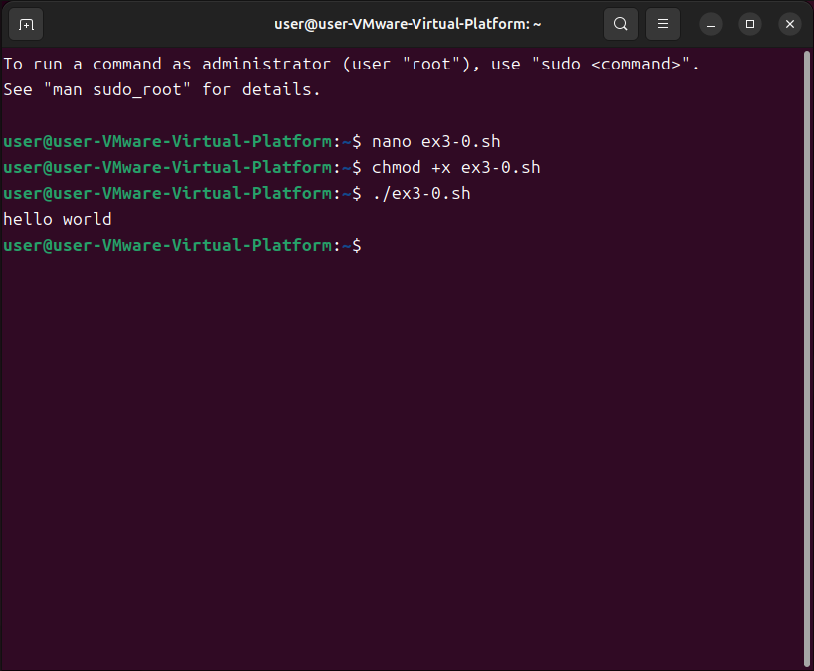 user@user-VMware-Virtual-Platform: ~
To run a command as administrator (user "root"), use "sudo <command>".
See "man sudo_root" for details.
user@user-VMware-Virtual-Platform:~$ nano ex3-0.sh
user@user-VMware-Virtual-Platform:~$ chmod +x ex3-0.sh
user@user-VMware-Virtual-Platform:~$ ./ex3-0.sh
hello world
user@user-VMware-Virtual-Platform:~$